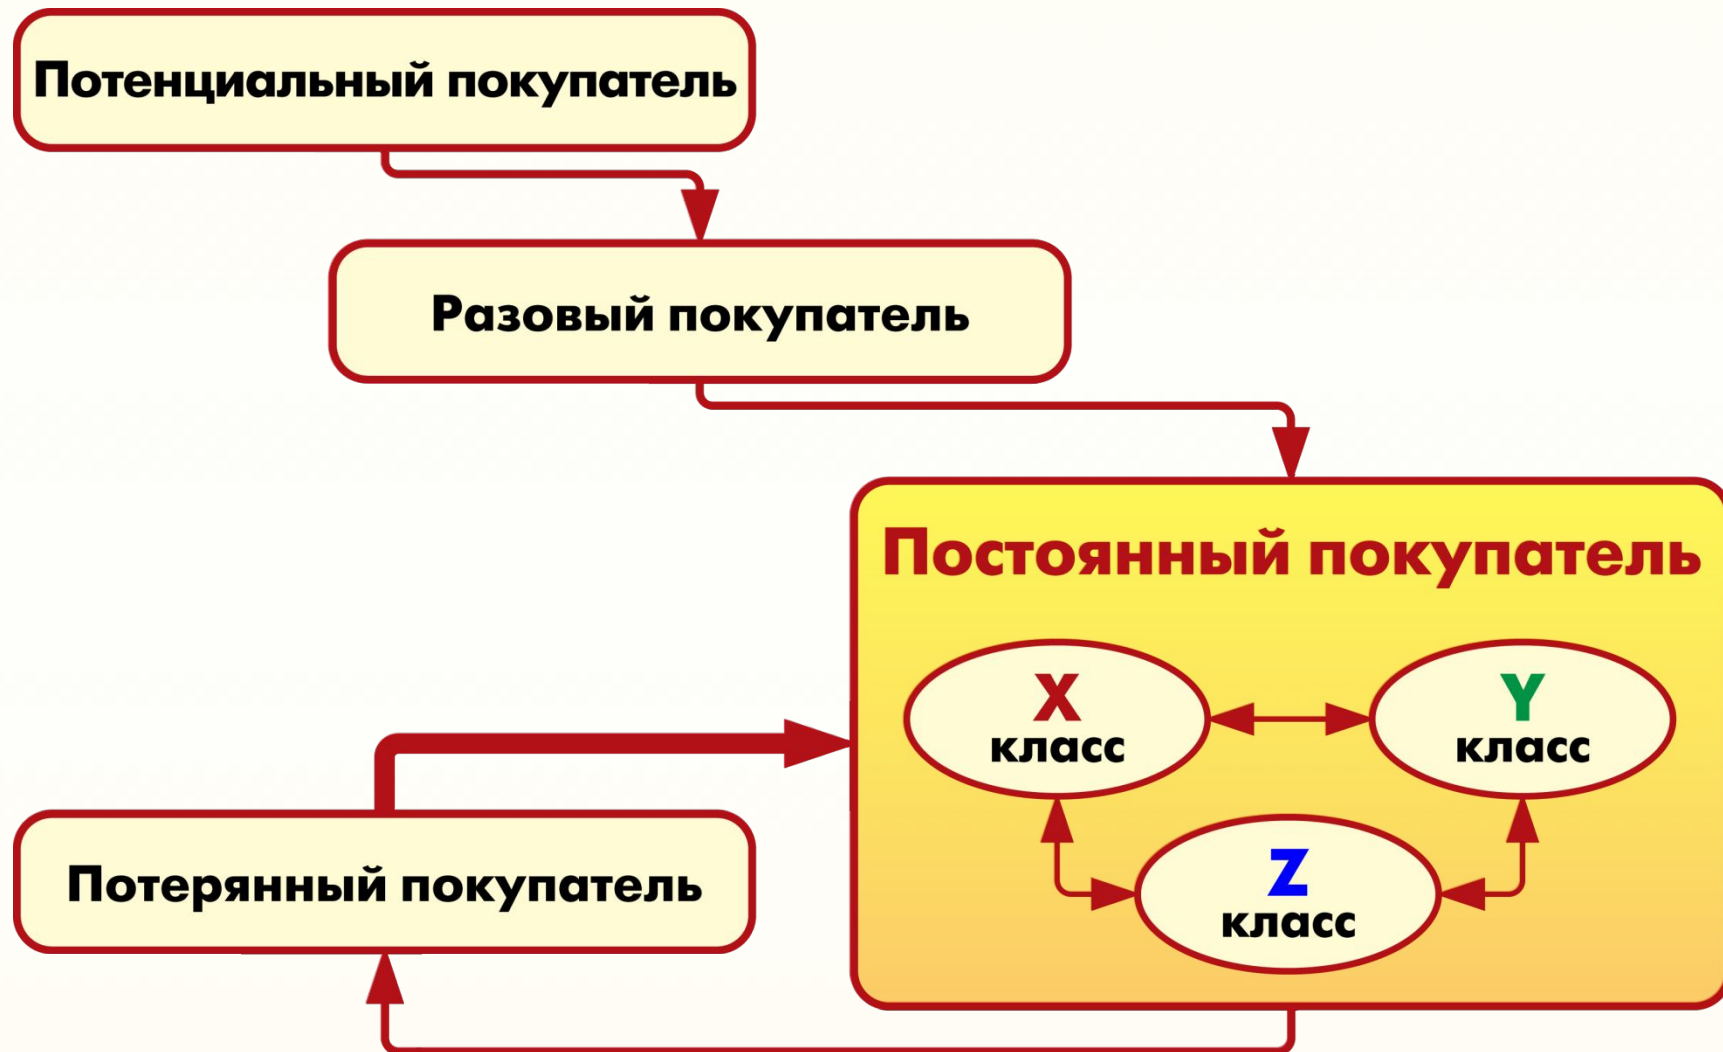 Потенциальный покупатель
Разовый покупатель
Постоянный покупатель
X
класс
Y
класс
Z
класс
Потерянный покупатель